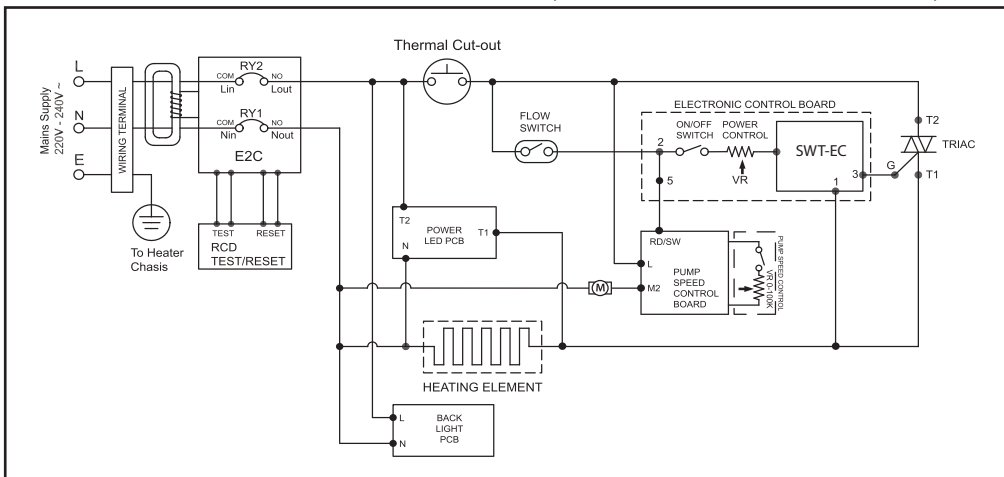 Thermal Cut-out
L
N
E
Mains Supply
220V - 240V ~
WIRING TERMINAL
RY2
COM
NO
Lin
Lout
RY1
COM
NO
Nin
Nout
E2C
TEST
RESET
RCD
TEST/RESET
To Heater
Chasis
FLOW
SWITCH
ELECTRONIC CONTROL BOARD
ON/OFF
SWITCH
POWER
CONTROL
2
5
VR
SWT-EC
1
3
G
T2
TRIAC
T1
T2
N
POWER
LED PCB
T1
RD/SW
L
M2
PUMP
SPEED
CONTROL
BOARD
PUMP SPEED CONTROL
VR 0-100K
M
HEATING ELEMENT
L
N
BACK
LIGHT
PCB